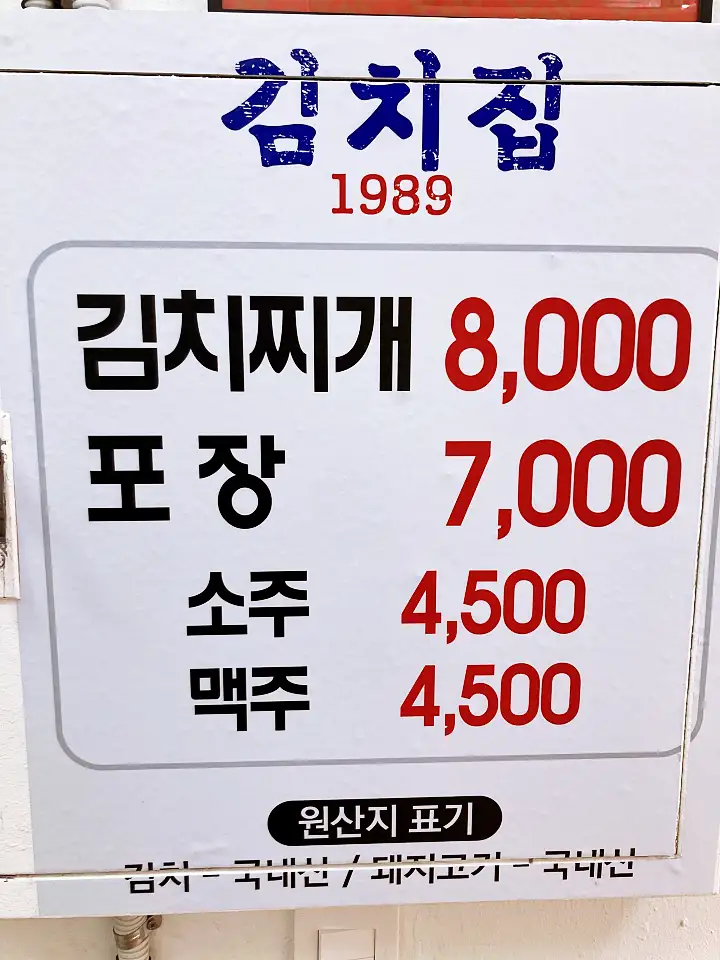 김치집
1989
김치찌개 8,000
포장 7,000
소주 4,500
맥주 4,500
원산지 표기
김치 - 국내산 / 돼지고기 - 국내산